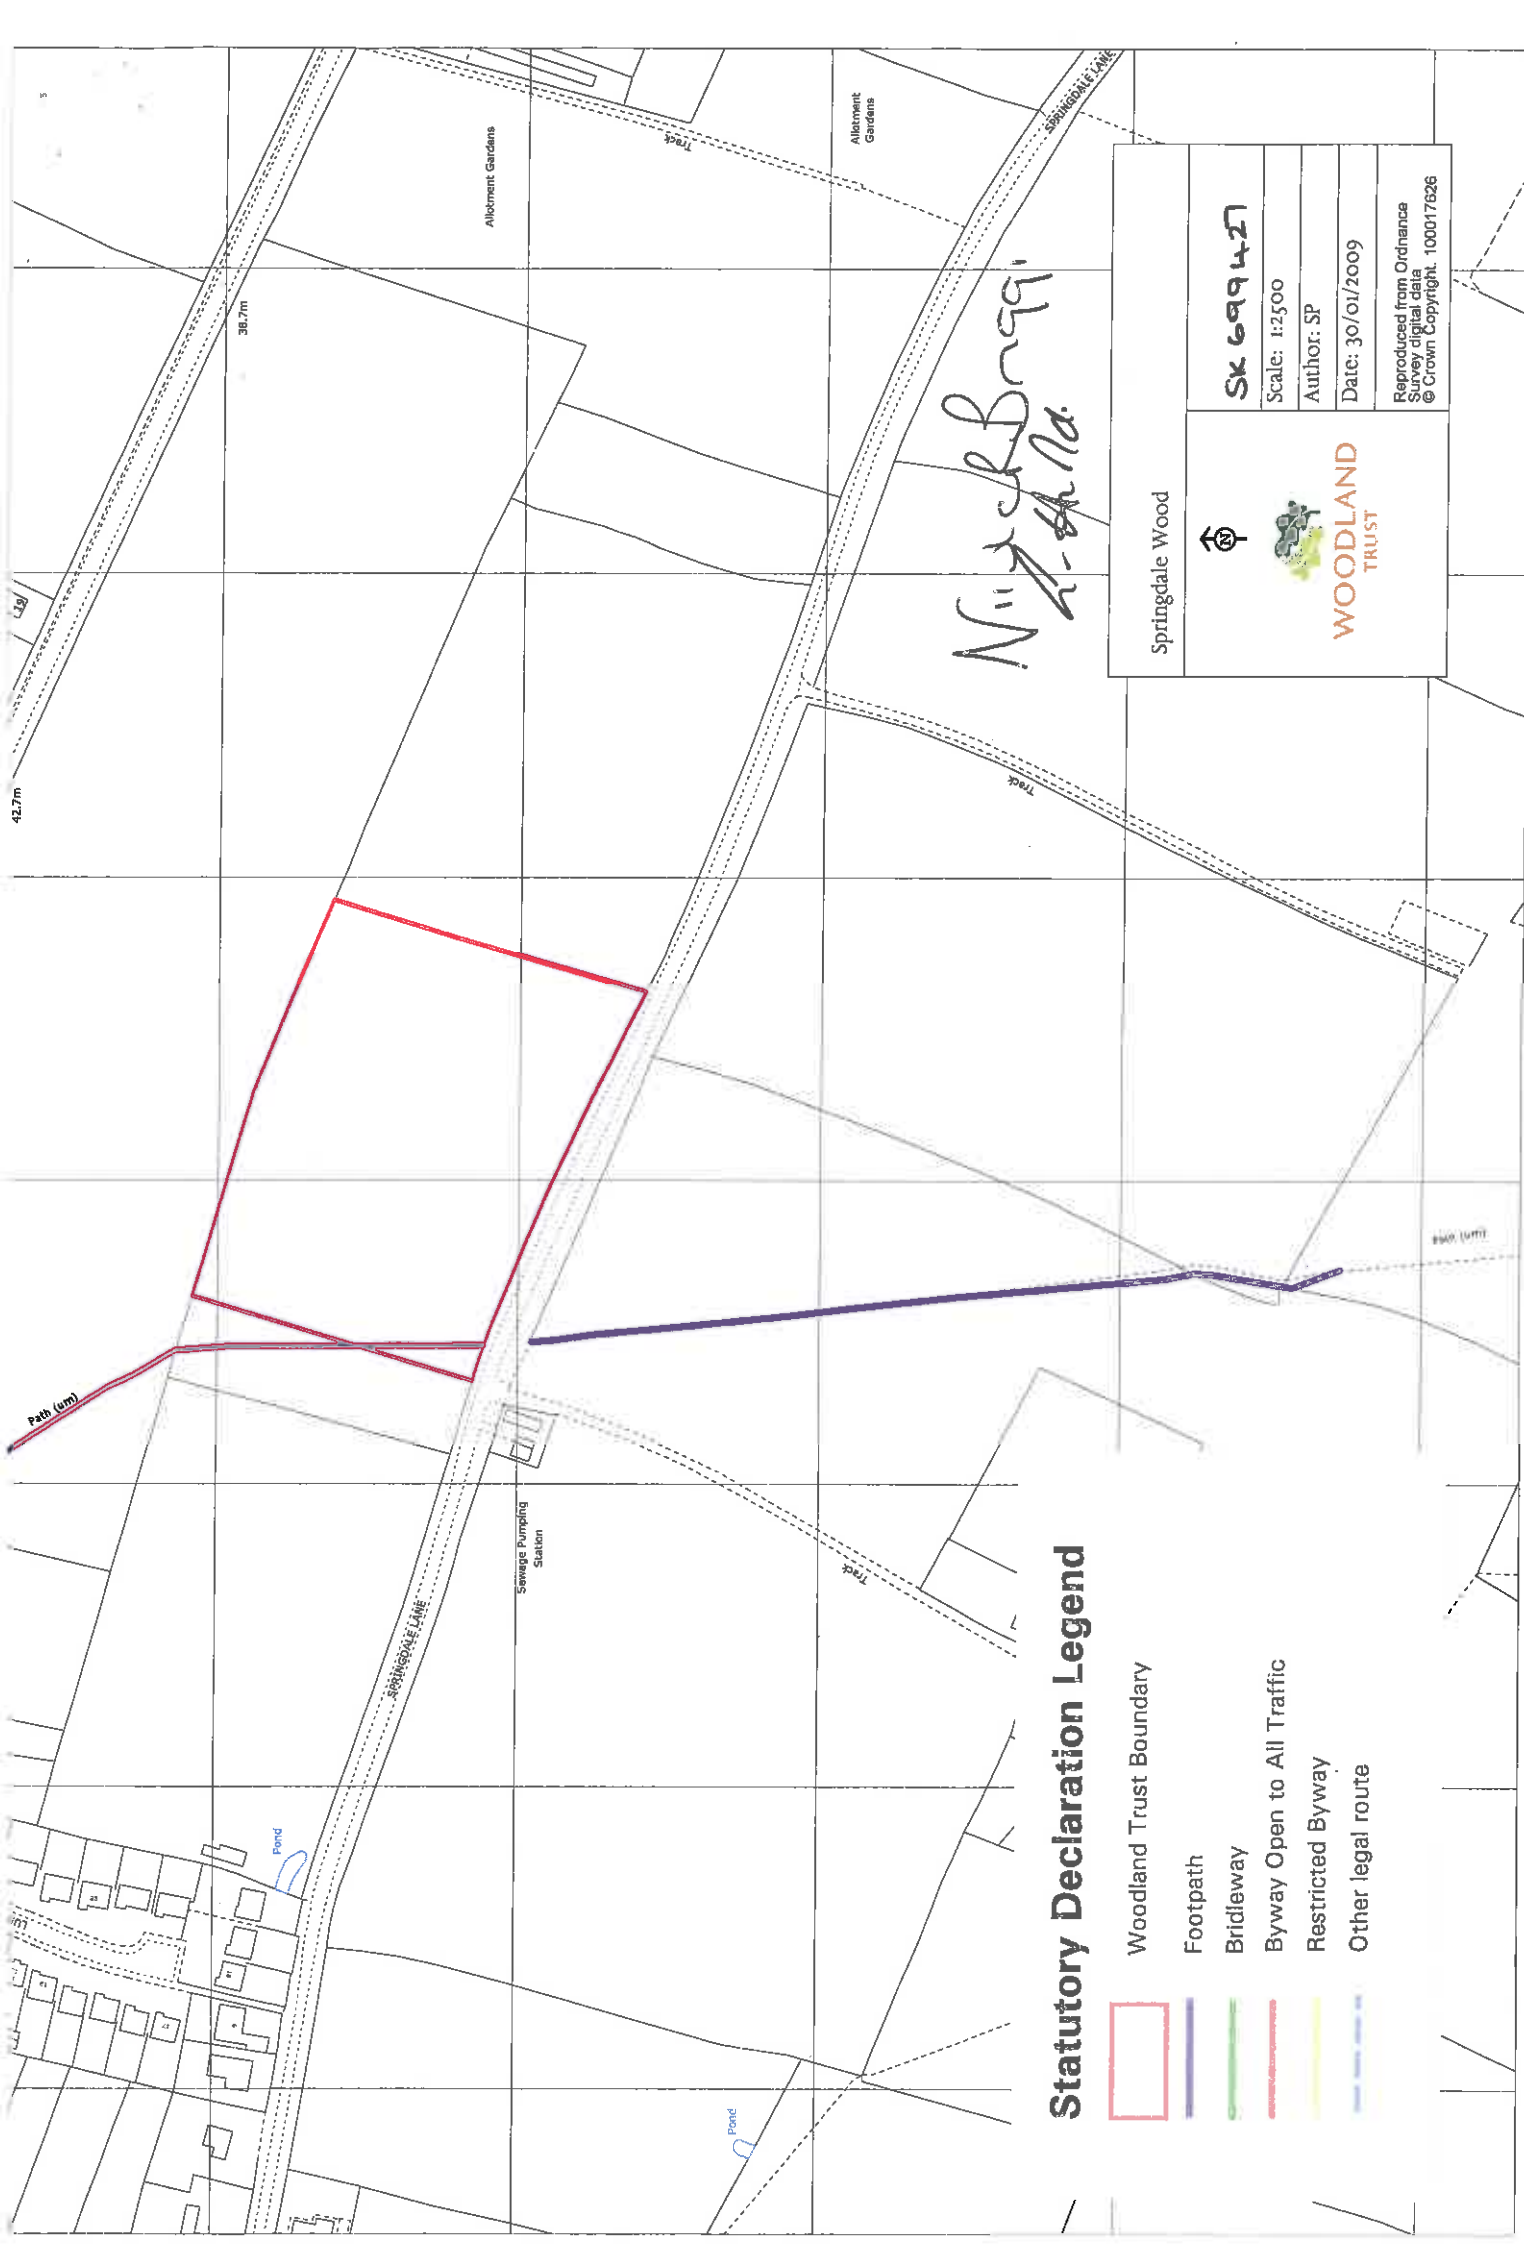 42.7m
19
38.7m
Allotment Gardens
Track
Allotment
Gardens
SPRINGDALE LANE
Path (um)
Pond
SPRINGDALE LANE
Sewage Pumping
Station
Track
Track
Path (um)
Pond
Springdale Wood
SK 699427
Scale: 1:2500
Author: SP
Date: 30/01/2009
Reproduced from Ordnance
Survey digital data
© Crown Copyright. 100017626
N
WOODLAND
TRUST
Statutory Declaration Legend
Woodland Trust Boundary
Footpath
Bridleway
Byway Open to All Traffic
Restricted Byway
Other legal route